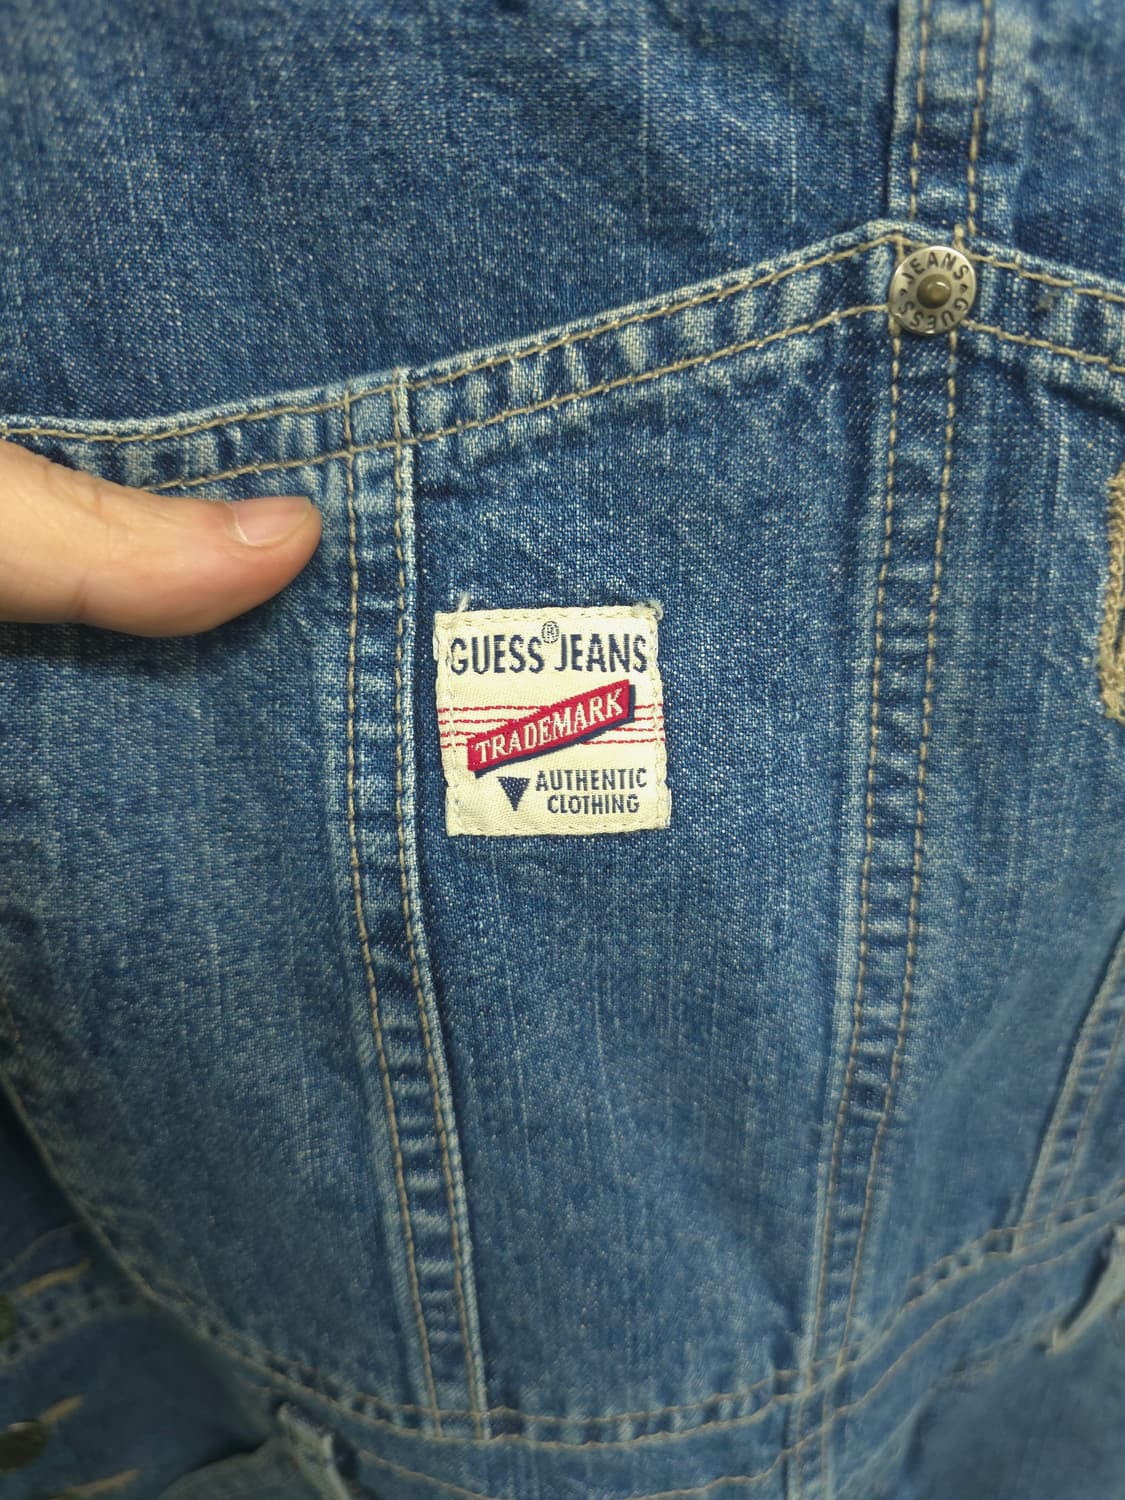 JEANS GUESS
GUESS® JEANS
TRADEMARK
AUTHENTIC
CLOTHING